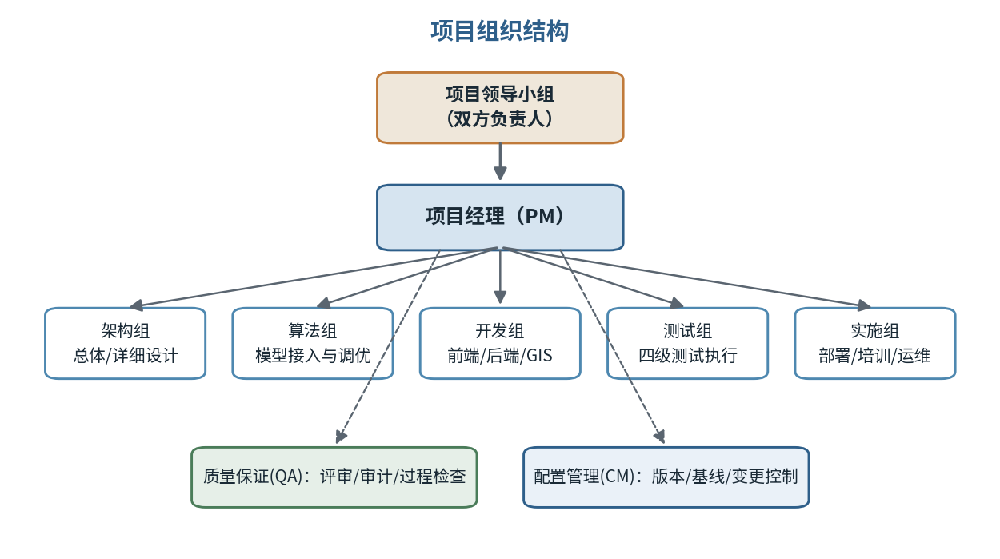 项目组织结构
项目领导小组
（双方负责人）
项目经理（PM）
架构组
总体/详细设计
算法组
模型接入与调优
开发组
前端/后端/GIS
测试组
四级测试执行
实施组
部署/培训/运维
质量保证(QA)：评审/审计/过程检查
配置管理(CM)：版本/基线/变更控制